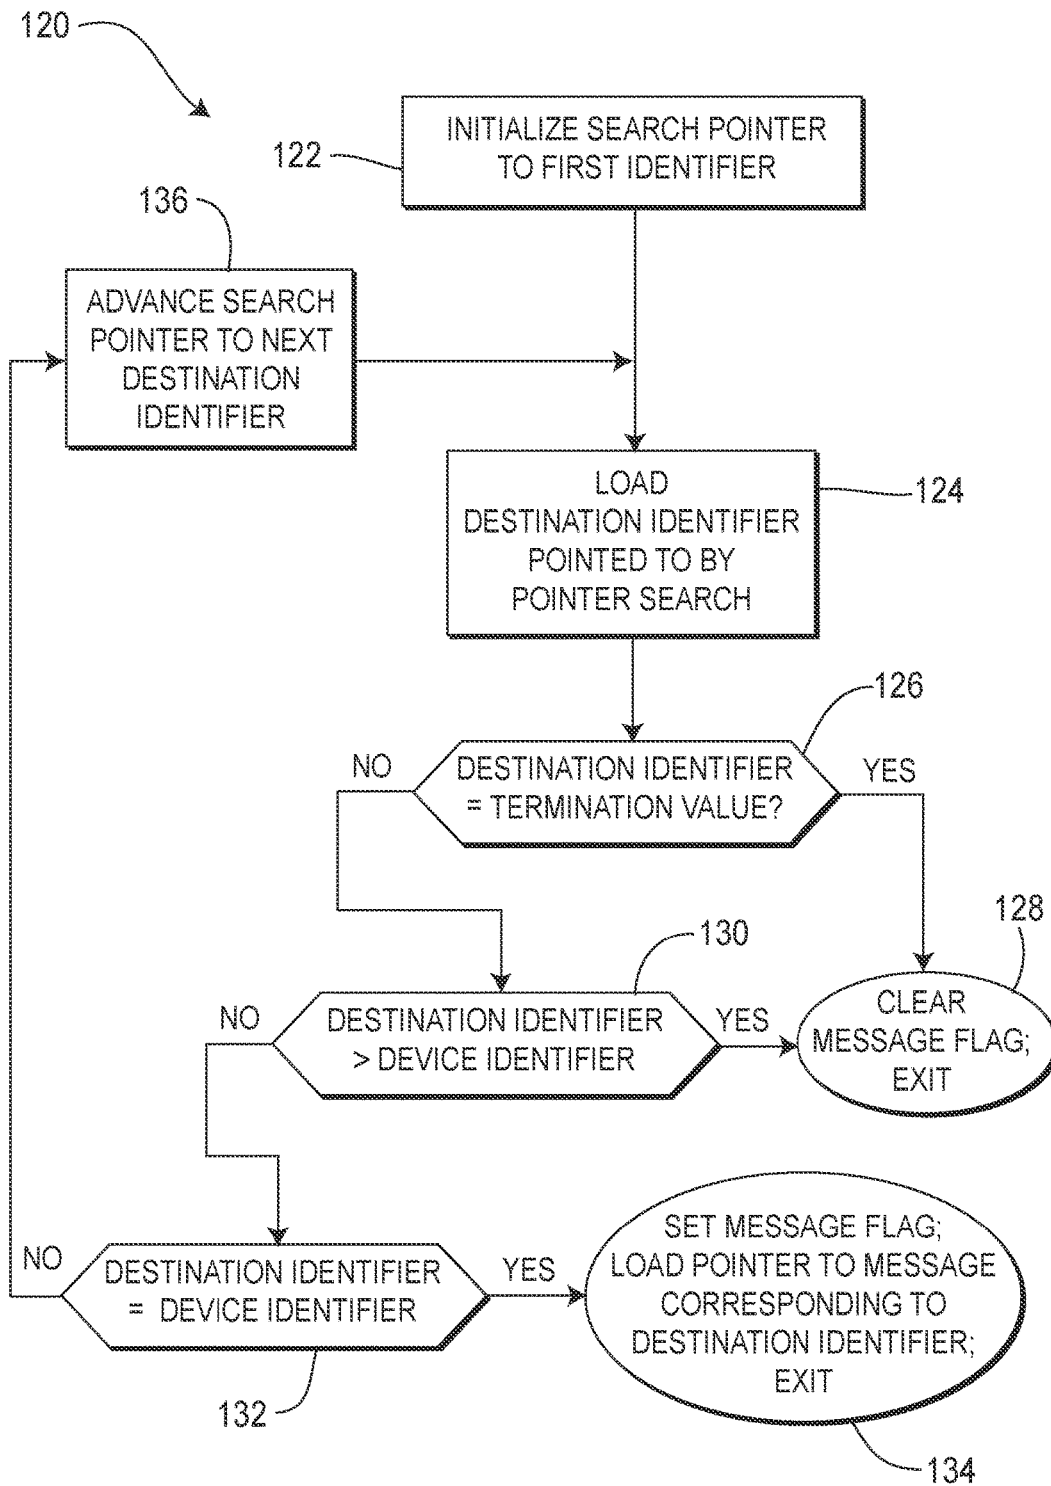 120
INITIALIZE SEARCH POINTER
TO FIRST IDENTIFIER
122
136
ADVANCE SEARCH
POINTER TO NEXT
DESTINATION
IDENTIFIER
LOAD
DESTINATION IDENTIFIER
POINTED TO BY
POINTER SEARCH
124
126
NO
DESTINATION IDENTIFIER
= TERMINATION VALUE?
YES
128
130
CLEAR
MESSAGE FLAG;
EXIT
NO
DESTINATION IDENTIFIER
> DEVICE IDENTIFIER
YES
NO
DESTINATION IDENTIFIER
= DEVICE IDENTIFIER
YES
132
SET MESSAGE FLAG;
LOAD POINTER TO MESSAGE
CORRESPONDING TO
DESTINATION IDENTIFIER;
EXIT
134